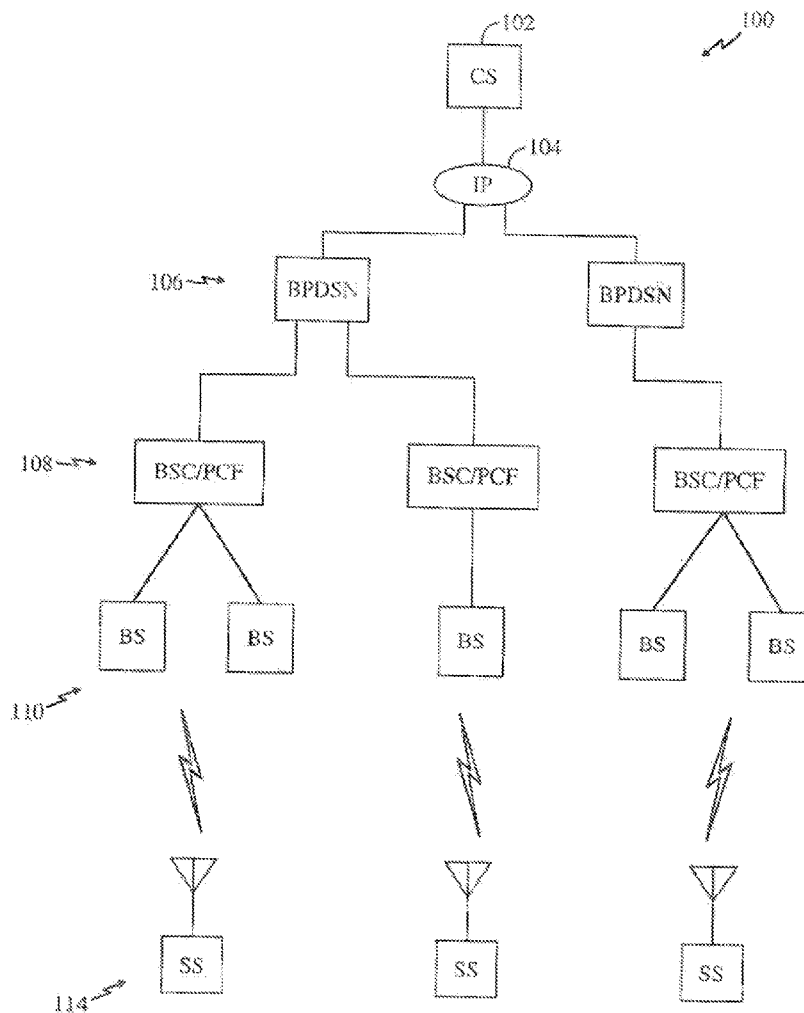 102
100
CS
104
IP
106
BPDSN
BPDSN
108
BSC/PCF
BSC/PCF
BSC/PCF
BS
BS
BS
BS
BS
110
SS
SS
SS
114